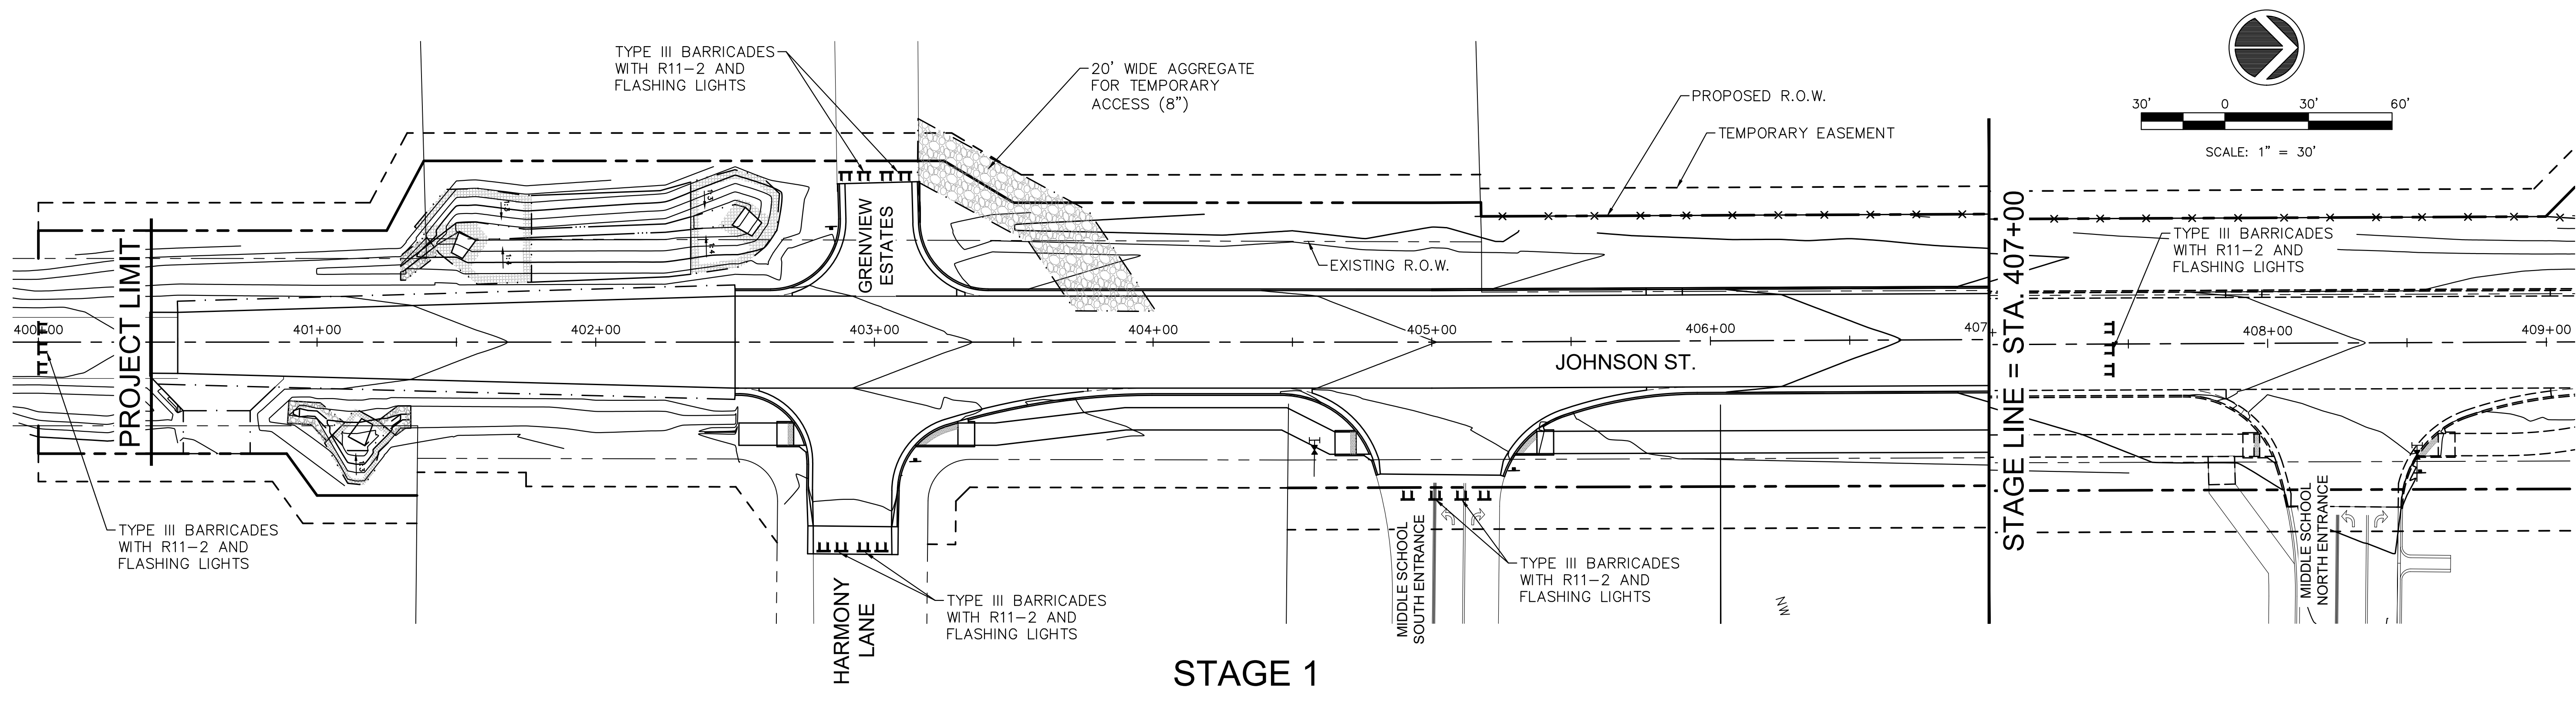 TYPE III BARRICADES
WITH R11-2 AND
FLASHING LIGHTS
20' WIDE AGGREGATE
FOR TEMPORARY
ACCESS (8")
PROPOSED R.O.W.
TEMPORARY EASEMENT
30'
0
30'
60'
SCALE: 1" = 30'
TYPE III BARRICADES
WITH R11-2 AND
FLASHING LIGHTS
GRENVIEW
ESTATES
EXISTING R.O.W.
PROJECT LIMIT
STAGE LINE = STA. 407+00
400+00
401+00
402+00
403+00
404+00
405+00
406+00
407
408+00
409+00
JOHNSON ST.
TYPE III BARRICADES
WITH R11-2 AND
FLASHING LIGHTS
HARMONY
LANE
TYPE III BARRICADES
WITH R11-2 AND
FLASHING LIGHTS
MIDDLE SCHOOL
SOUTH ENTRANCE
TYPE III BARRICADES
WITH R11-2 AND
FLASHING LIGHTS
NW
MIDDLE SCHOOL
NORTH ENTRANCE
STAGE 1